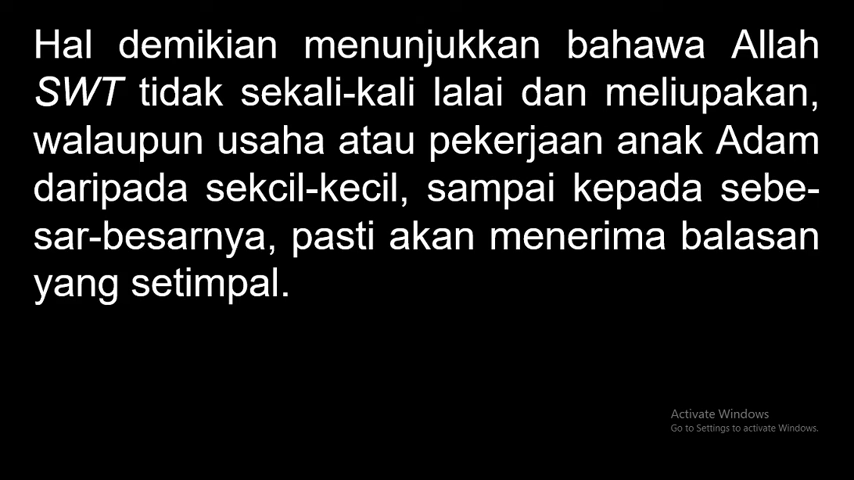 Hal demikian menunjukkan bahawa Allah
SWT tidak sekali-kali lalai dan meliupakan,
walaupun usaha atau pekerjaan anak Adam
daripada sekcil-kecil, sampai kepada sebe-
sar-besarnya, pasti akan menerima balasan
yang setimpal.
Activate Windows
Go to Settings to activate Windows.